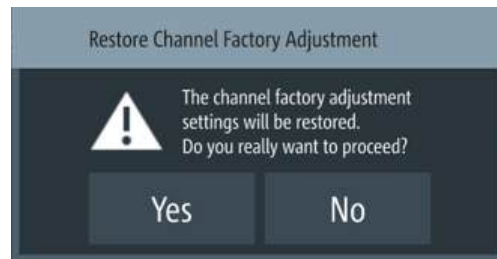 Restore Channel Factory Adjustment
The channel factory adjustment
settings will be restored.
Do you really want to proceed?
Yes No